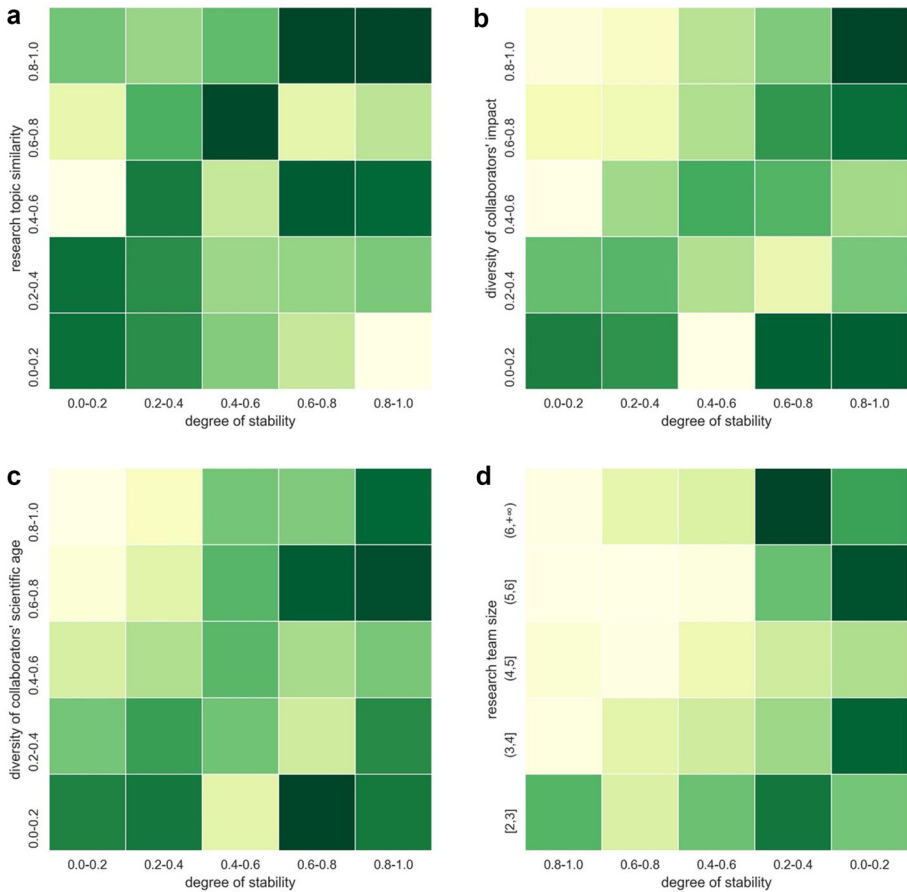 a
research topic similarity
0.8-1.0
0.6-0.8
0.4-0.6
0.2-0.4
0.0-0.2
0.0-0.2 0.2-0.4 0.4-0.6 0.6-0.8 0.8-1.0
degree of stability
b
diversity of collaborators' impact
0.8-1.0
0.6-0.8
0.4-0.6
0.2-0.4
0.0-0.2
0.0-0.2 0.2-0.4 0.4-0.6 0.6-0.8 0.8-1.0
degree of stability
c
diversity of collaborators' scientific age
0.8-1.0
0.6-0.8
0.4-0.6
0.2-0.4
0.0-0.2
0.0-0.2 0.2-0.4 0.4-0.6 0.6-0.8 0.8-1.0
degree of stability
d
research team size
(6,+∞)
(5,6]
(4,5]
(3,4]
[2,3]
0.8-1.0 0.6-0.8 0.4-0.6 0.2-0.4 0.0-0.2
degree of stability